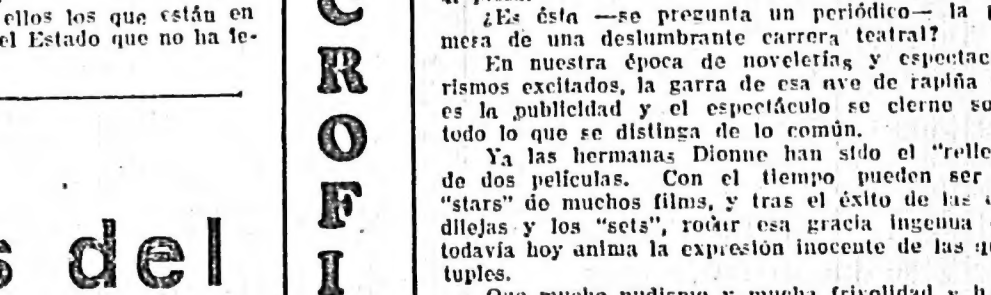 ellos los que están en
el Estado que no ha te-
s del
C
R
O
F
I
¿Es ésta —se pregunta un periódico— la
mesa de una deslumbrante carrera teatral?
En nuestra época de novelerías y espectac
rismos excitados, la garra de esa ave de rapiña
es la publicidad y el espectáculo se cierne so
todo lo que se distinga de lo común.
Ya las hermanas Dionne han sido el "relle
de dos películas. Con el tiempo pueden ser
"stars" de muchos films, y tras el éxito de las
dilejas y los "sets", esa gracia ingenua
todavía hoy anima la expresión inocente de las
tuples.
Que mucho nudismo y mucha frivolidad y h